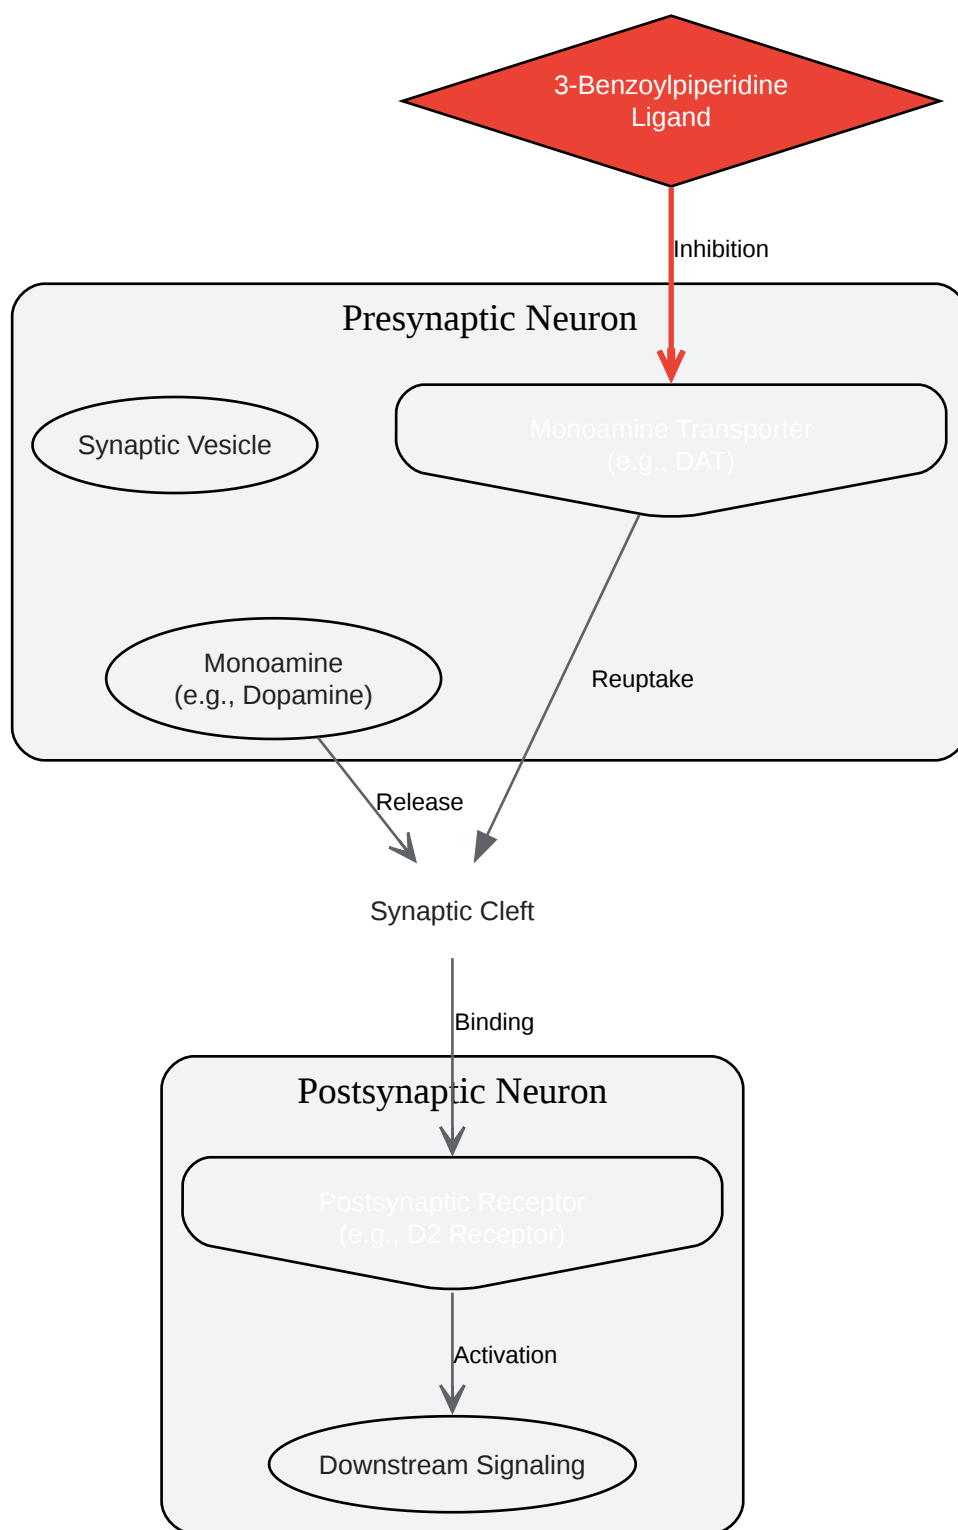 3-Benzoylpiperidine
Ligand
Inhibition
Presynaptic Neuron
Synaptic Vesicle
Monoamine Transporter
(e.g., DAT)
Monoamine
(e.g., Dopamine)
Reuptake
Release
Synaptic Cleft
Binding
Postsynaptic Neuron
Postsynaptic Receptor
(e.g., D2 Receptor)
Activation
Downstream Signaling